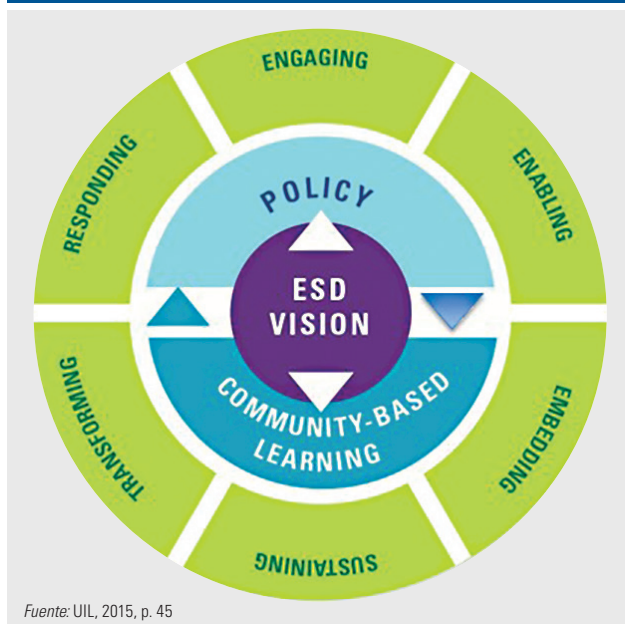 ENGAGING
ENABLING
EMBEDDING
SUSTAINING
TRANSFORMING
RESPONDING
POLICY
ESD
VISION
COMMUNITY-BASED
LEARNING
Fuente: UIL, 2015, p. 45